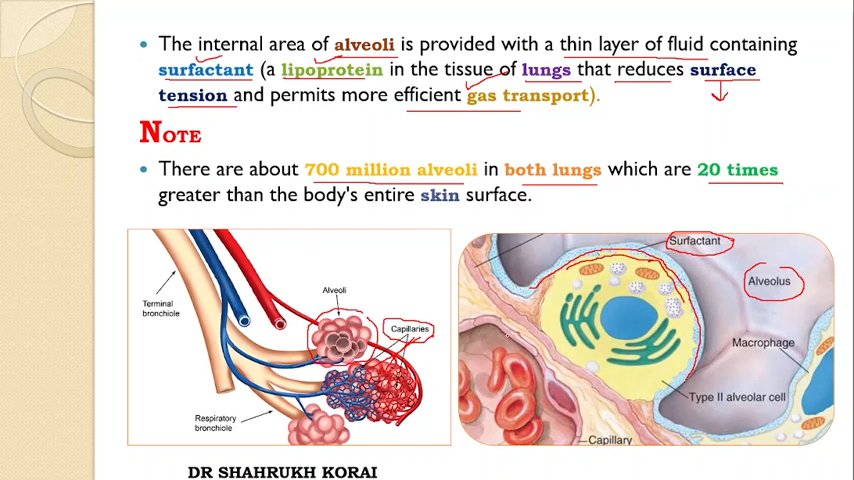 • The internal area of alveoli is provided with a thin layer of fluid containing
surfactant (a lipoprotein in the tissue of lungs that reduces surface
tension and permits more efficient gas transport).
NOTE
• There are about 700 million alveoli in both lungs which are 20 times
greater than the body's entire skin surface.
Terminal
bronchiole
Alveoli
Capillaries
Respiratory
bronchiole
Surfactant
Alveolus
Macrophage
Type II alveolar cell
Capillary
DR SHAHRUKH KORAI